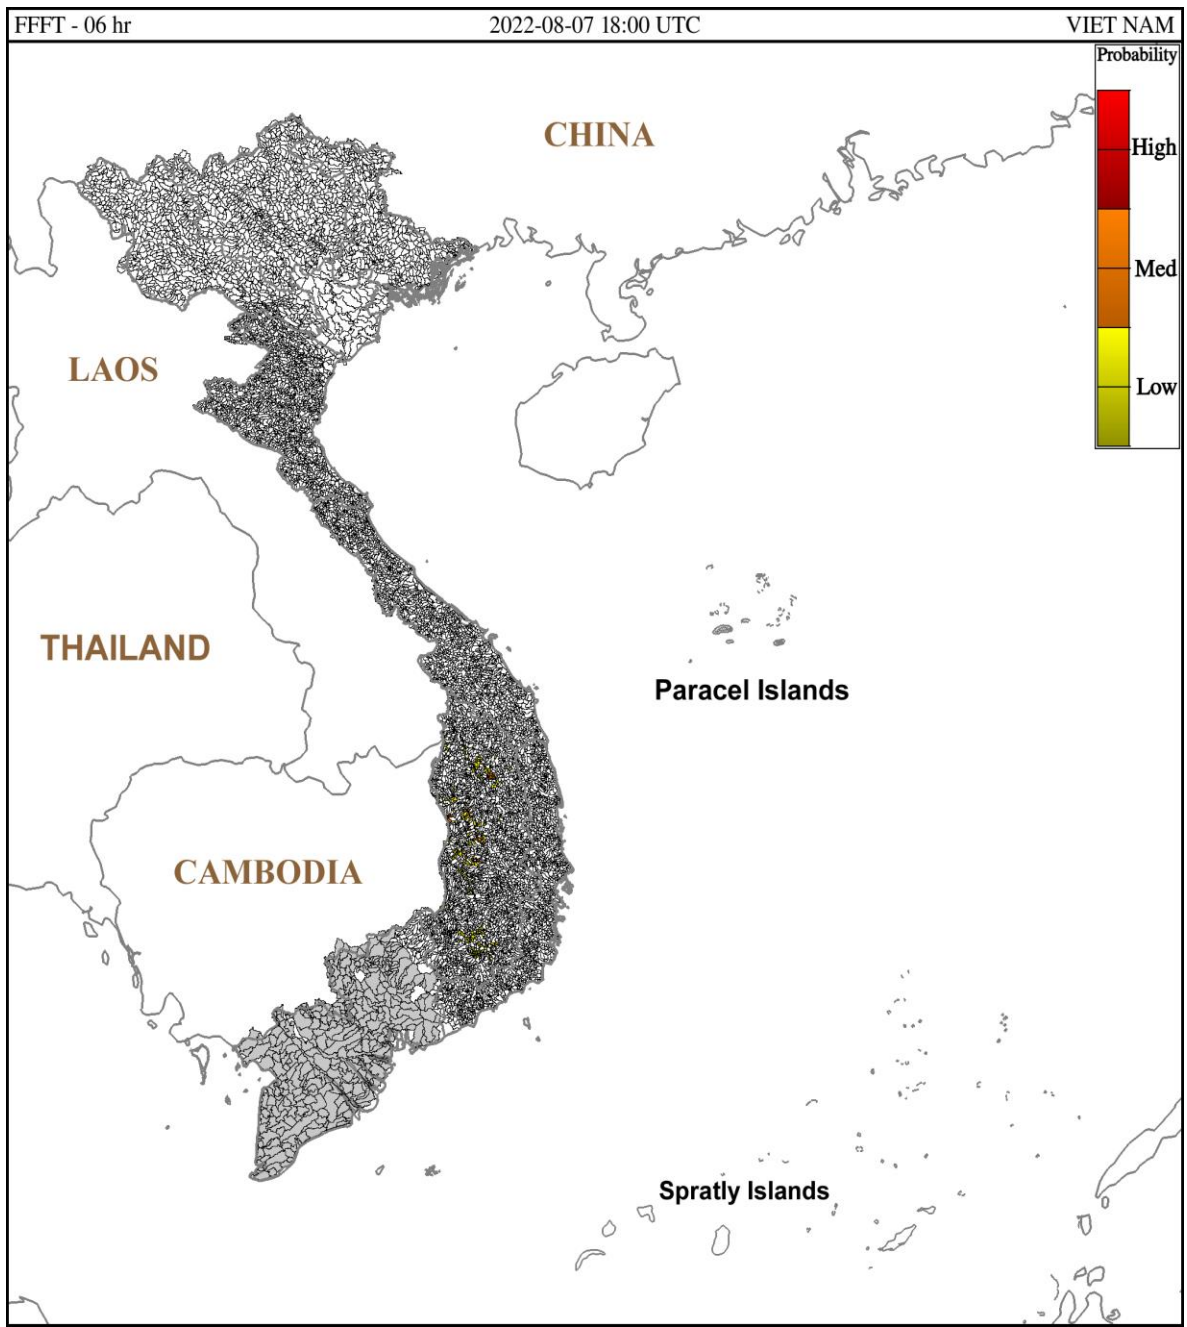 FFFT - 06 hr
2022-08-07 18:00 UTC
VIET NAM
Probability
CHINA
High
Med
LAOS
Low
THAILAND
Paracel Islands
CAMBODIA
Spratly Islands